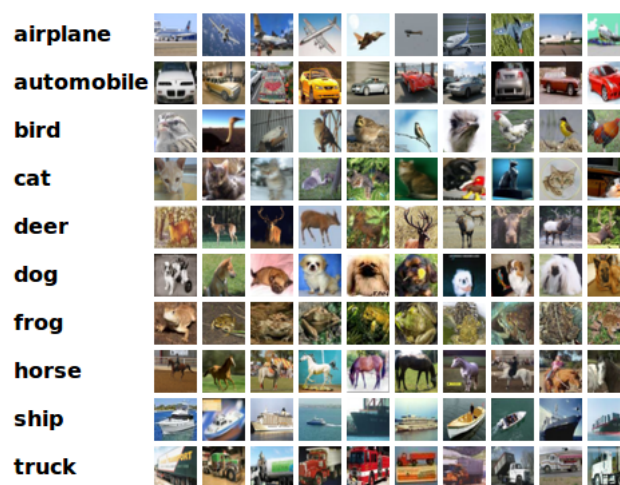 airplane
automobile
bird
cat
deer
dog
frog
horse
ship
truck